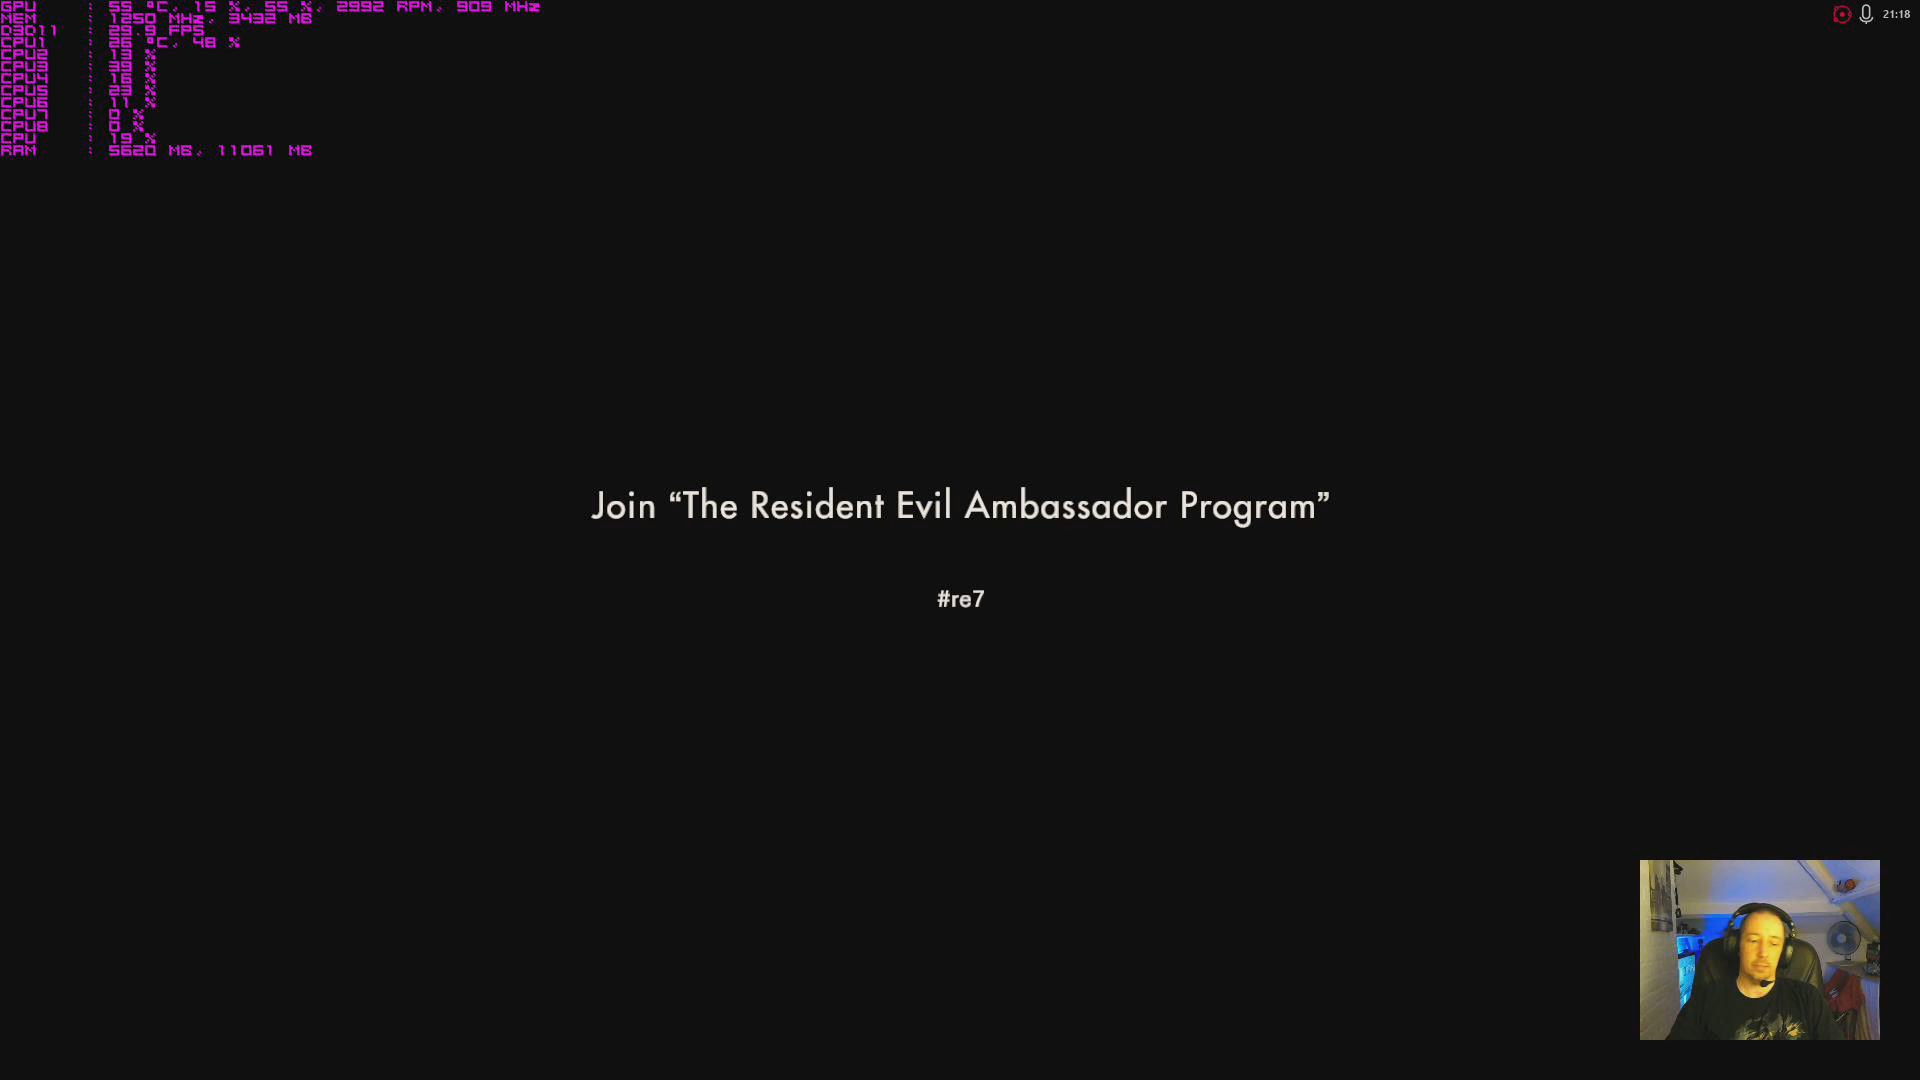 GPU : 55 °C, 15 %, 55 %, 2992 RPM, 909 MHz
MEM : 1250 MHz, 3432 MB
D3D11 : 29.9 FPS
CPU1 : 26 °C, 48 %
CPU2 : 13 %
CPU3 : 39 %
CPU4 : 16 %
CPU5 : 23 %
CPU6 : 11 %
CPU7 : 0 %
CPU8 : 0 %
CPU : 19 %
RAM : 5620 MB, 11061 MB
21:18
Join “The Resident Evil Ambassador Program”
#re7